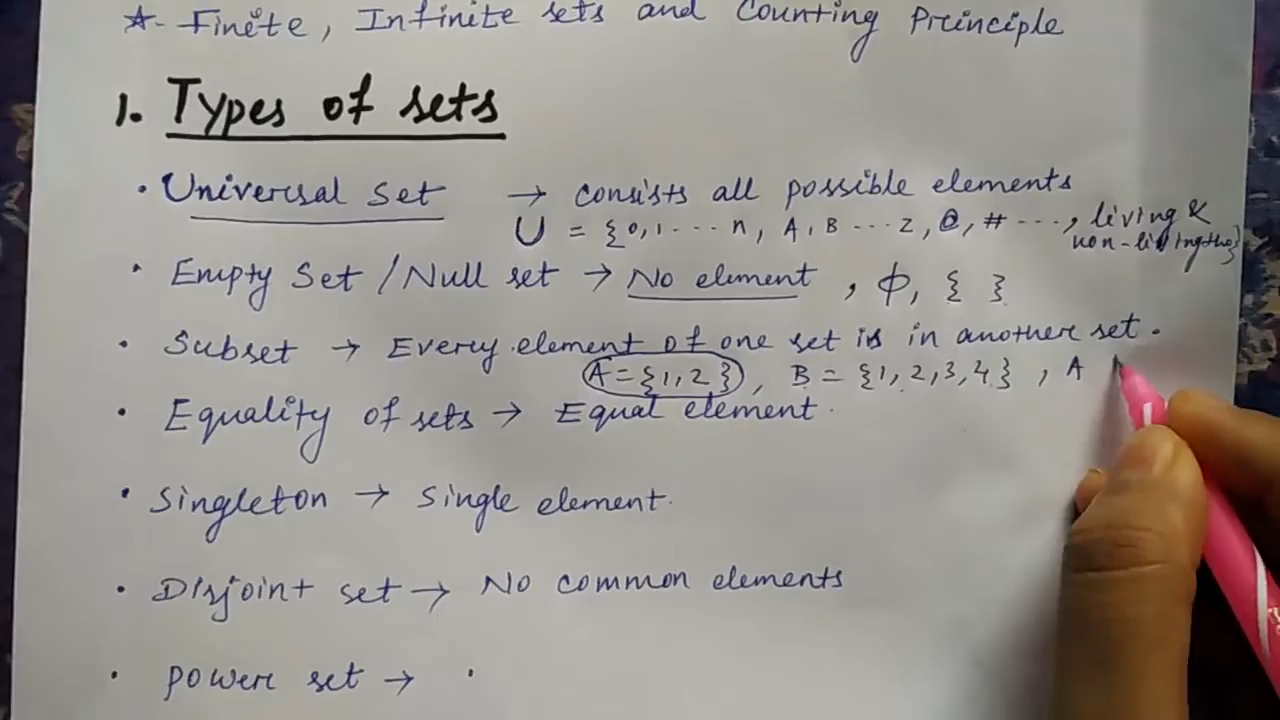 * - Finite, Infinite sets and Counting Principle
1. Types of sets
• Universal set → consists all possible elements
U = {0,1 ---- n, A, B --- Z, @, # ---, living &
non-living
• Empty Set / Null set → No element, ϕ, { }
• Subset → Every element of one set is in another set.
A = {1, 2}, B = {1, 2, 3, 4}, A
• Equality of sets → Equal element.
• Singleton → Single element.
• Disjoint set → No common elements
• Power set →